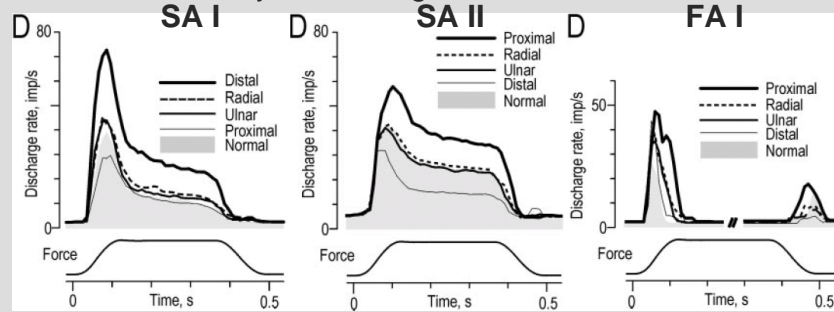 SA I
D
80
Discharge rate, imp/s
0
Distal
Radial
Ulnar
Proximal
Normal
Force
0
Time, s
0.5
SA II
D
80
Discharge rate, imp/s
0
Proximal
Radial
Ulnar
Distal
Normal
Force
0
Time, s
0.5
FA I
D
50
Discharge rate, imp/s
0
Proximal
Radial
Ulnar
Distal
Normal
Force
0
Time, s
0.5